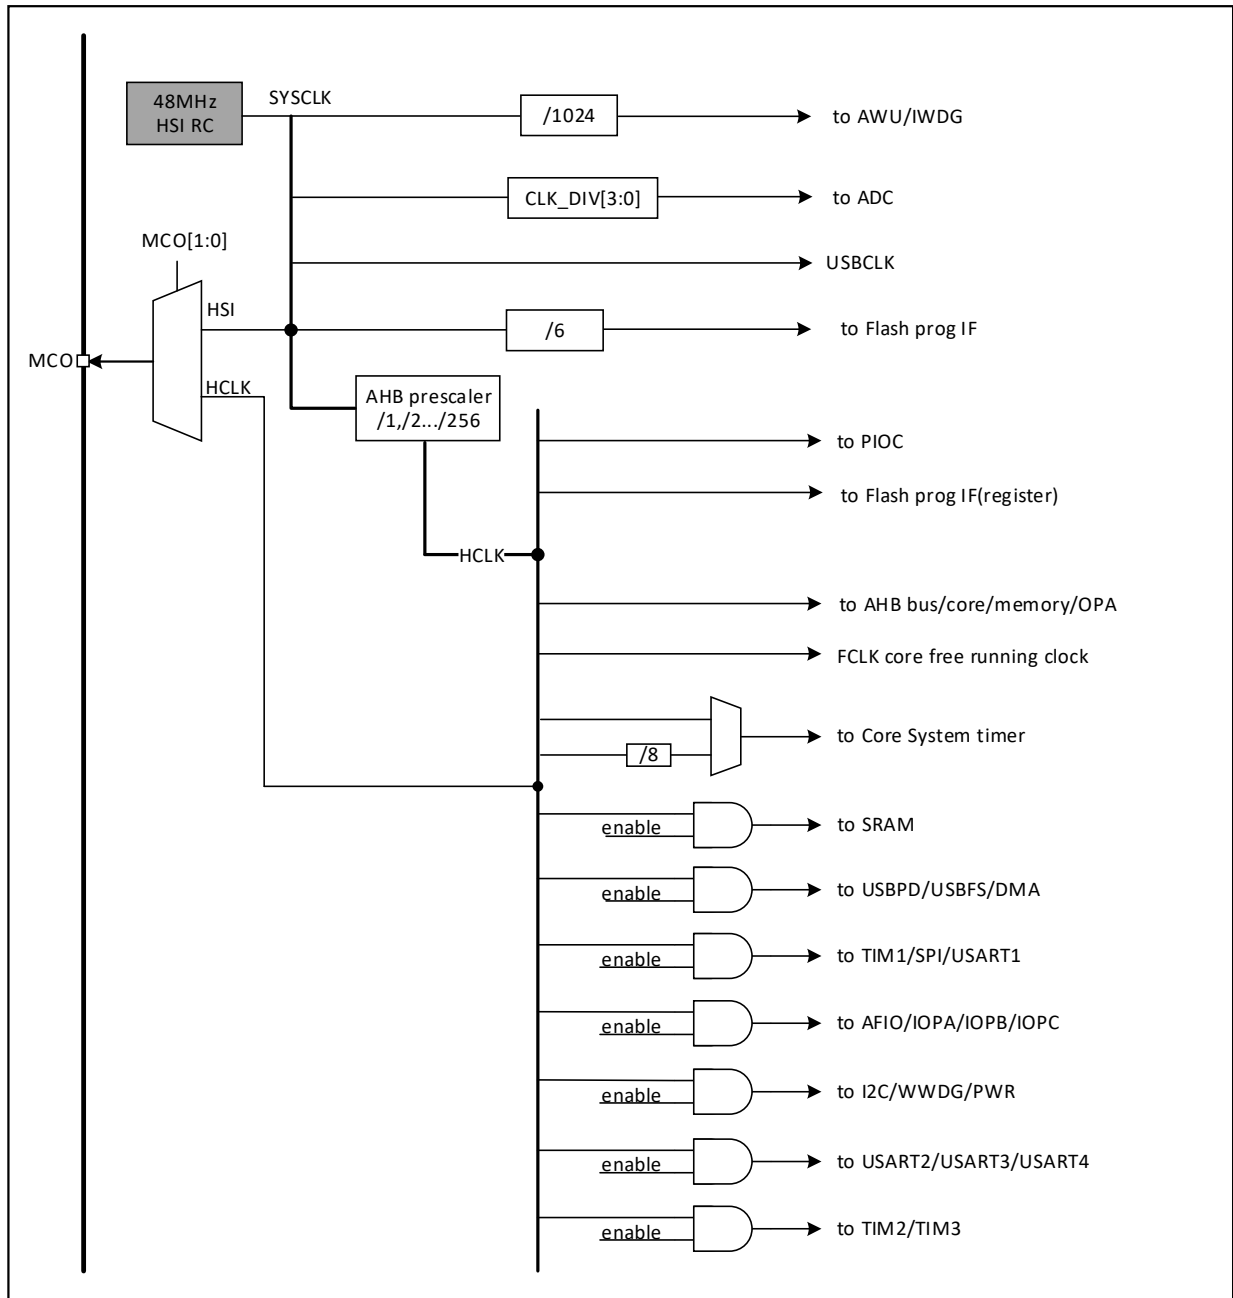 48MHz
HSI RC
SYSCLK
/1024
to AWU/IWDG
CLK_DIV[3:0]
to ADC
MCO[1:0]
USBCLK
HSI
/6
to Flash prog IF
MCO
HCLK
AHB prescaler
/1,/2.../256
to PIOC
to Flash prog IF(register)
HCLK
to AHB bus/core/memory/OPA
FCLK core free running clock
to Core System timer
/8
enable
to SRAM
enable
to USBPD/USBFS/DMA
enable
to TIM1/SPI/USART1
enable
to AFIO/IOPA/IOPB/IOPC
enable
to I2C/WWDG/PWR
enable
to USART2/USART3/USART4
enable
to TIM2/TIM3